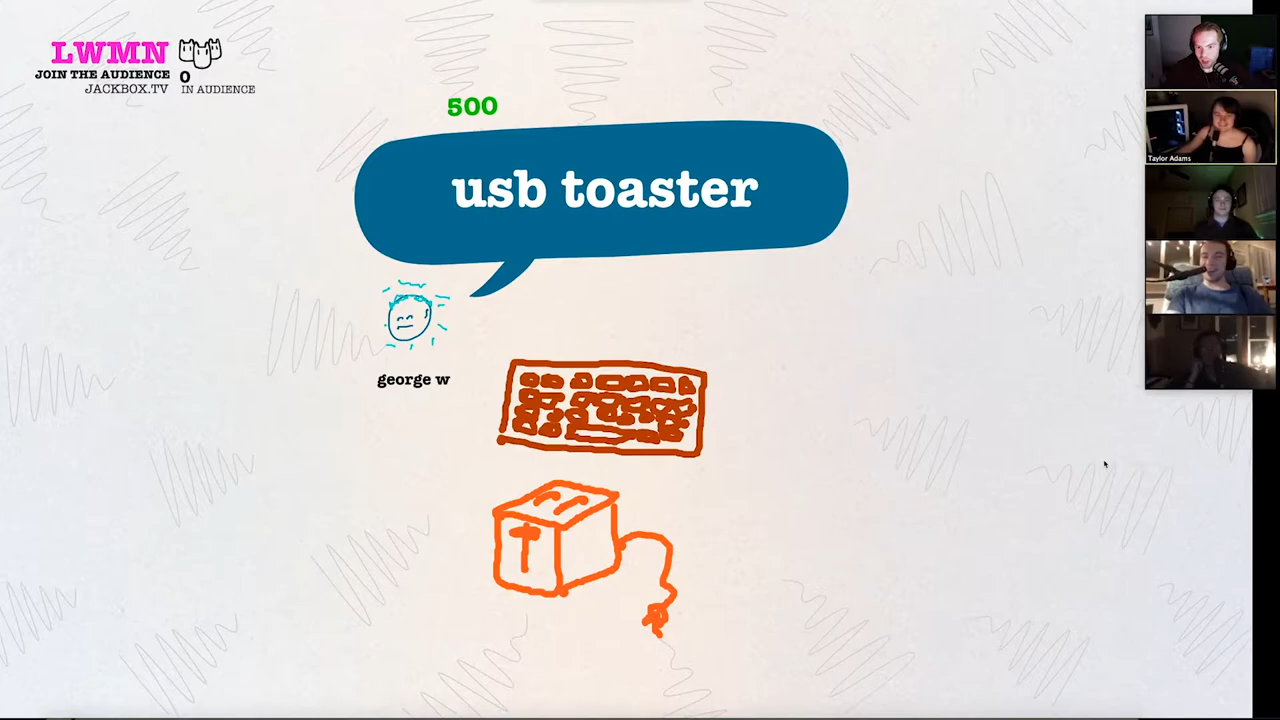 LWMN
JOIN THE AUDIENCE
JACKBOX.TV
0
IN AUDIENCE
500
usb toaster
george w
Taylor Adams